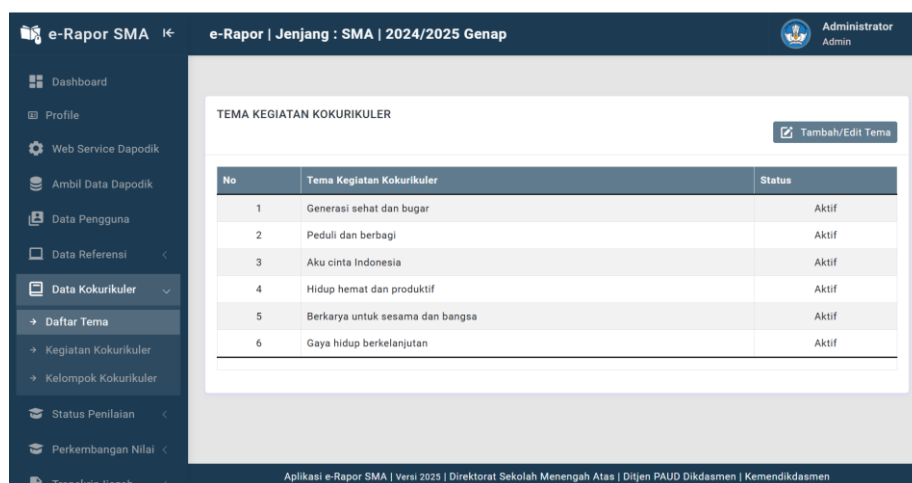 e-Rapor SMA
e-Rapor | Jenjang : SMA | 2024/2025 Genap
Administrator
Admin
Dashboard
Profile
Web Service Dapodik
Ambil Data Dapodik
Data Pengguna
Data Referensi
Data Kokurikuler
Daftar Tema
Kegiatan Kokurikuler
Kelompok Kokurikuler
Status Penilaian
Perkembangan Nilai
TEMA KEGIATAN KOKURIKULER
Tambah/Edit Tema
No Tema Kegiatan Kokurikuler Status
1 Generasi sehat dan bugar Aktif
2 Peduli dan berbagi Aktif
3 Aku cinta Indonesia Aktif
4 Hidup hemat dan produktif Aktif
5 Berkarya untuk sesama dan bangsa Aktif
6 Gaya hidup berkelanjutan Aktif
Aplikasi e-Rapor SMA | Versi 2025 | Direktorat Sekolah Menengah Atas | Ditjen PAUD Dikdasmen | Kemendikdasmen